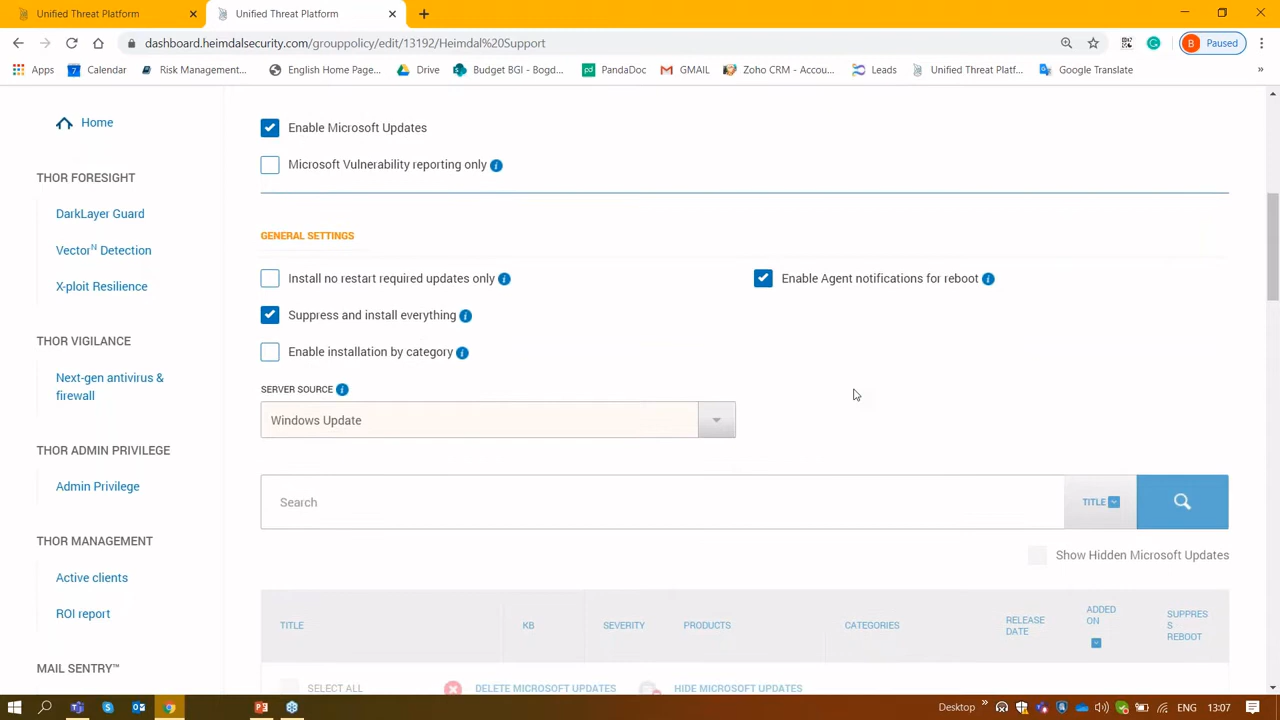 Unified Threat Platform
Unified Threat Platform
dashboard.heimdalsecurity.com/grouppolicy/edit/13192/Heimdal%20Support
B Paused
Apps
7 Calendar
Risk Management...
English Home Page...
Drive
Budget BGI - Bogd...
pd PandaDoc
GMAIL
Zoho CRM - Accou...
Leads
Unified Threat Platf...
Google Translate
»
Home
THOR FORESIGHT
DarkLayer Guard
VectorN Detection
X-ploit Resilience
THOR VIGILANCE
Next-gen antivirus &
firewall
THOR ADMIN PRIVILEGE
Admin Privilege
THOR MANAGEMENT
Active clients
ROI report
MAIL SENTRY™
Enable Microsoft Updates
Microsoft Vulnerability reporting only
GENERAL SETTINGS
Install no restart required updates only
Enable Agent notifications for reboot
Suppress and install everything
Enable installation by category
SERVER SOURCE
Windows Update
Search
TITLE
Show Hidden Microsoft Updates
TITLE KB SEVERITY PRODUCTS CATEGORIES
RELEASE
DATE
ADDED
ON
SUPPRES
S
REBOOT
SELECT ALL
DELETE MICROSOFT UPDATES
HIDE MICROSOFT UPDATES
Desktop » ENG 13:07